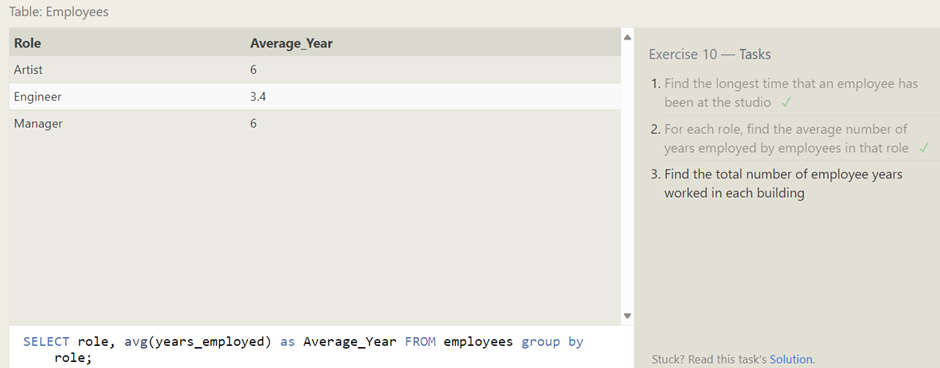 Table: Employees
Role Average_Year
Artist 6
Engineer 3.4
Manager 6
SELECT role, avg(years_employed) as Average_Year FROM employees group by
role;
Exercise 10 — Tasks
1. Find the longest time that an employee has
been at the studio ✓
2. For each role, find the average number of
years employed by employees in that role ✓
3. Find the total number of employee years
worked in each building
Stuck? Read this task's Solution.